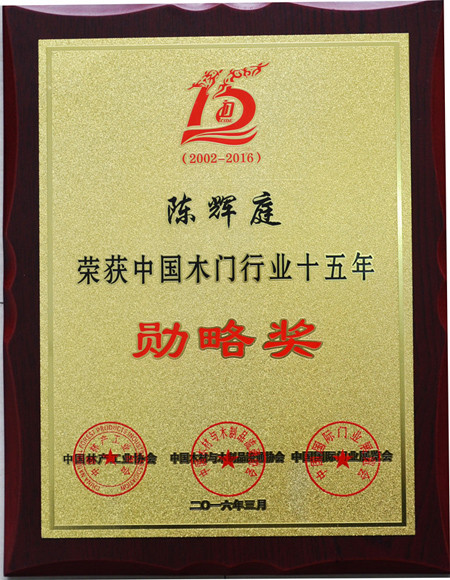 (2002-2016)
陈辉庭
荣获中国木门行业十五年
勋略奖
中国林产工业协会 中国木材与木制品流通协会 中国国际门业展览会
二〇一六年三月